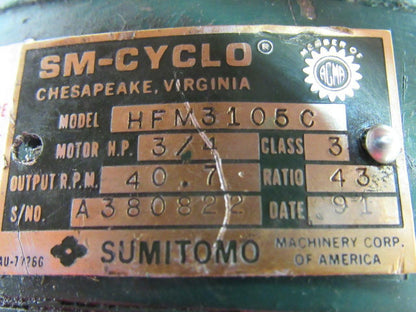 SM-CYCLO®
MEMBER OF
AGMA
CHESAPEAKE, VIRGINIA
MODEL HFM3105C
MOTOR H.P. 3/1 CLASS 3
OUTPUT R.P.M. 40.7 RATIO 43
S/NO. A380822 DATE 91
SUMITOMO MACHINERY CORP.
OF AMERICA